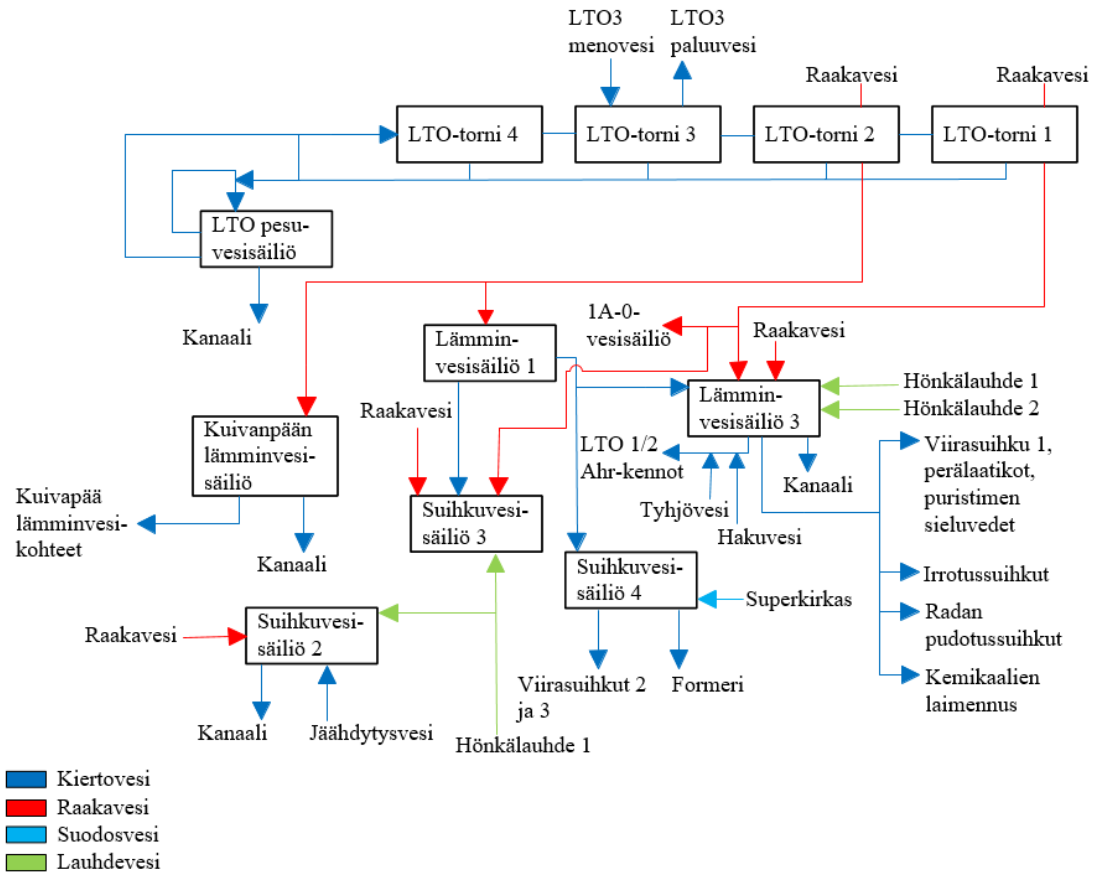 LTO3
menovesi
LTO3
paluuvesi
Raakavesi
Raakavesi
LTO-torni 4
LTO-torni 3
LTO-torni 2
LTO-torni 1
LTO pesu-
vesisäiliö
Kanaali
1A-0-
vesisäiliö
Raakavesi
Lämmin-
vesisäiliö 1
Hönkälauhde 1
Hönkälauhde 2
Lämmin-
vesisäiliö 3
Raakavesi
Kuivanpään
lämminvesi-
säiliö
LTO 1/2
Ahr-kennot
Viirasuihku 1,
perälaatikot,
puristimen
sieluvedet
Kanaali
Tyhjövesi
Hakuvesi
Kuivapää
lämminvesi-
kohteet
Suihkuvesi-
säiliö 3
Kanaali
Suihkuvesi-
säiliö 4
Irrotussuihkut
Superkirkas
Radan
pudotussuihkut
Raakavesi
Suihkuvesi-
säiliö 2
Viirasuihkut 2
ja 3
Formeri
Kemikaalien
laimennus
Kanaali
Jäähdytysvesi
Hönkälauhde 1
Kiertovesi
Raakavesi
Suodosvesi
Lauhdevesi